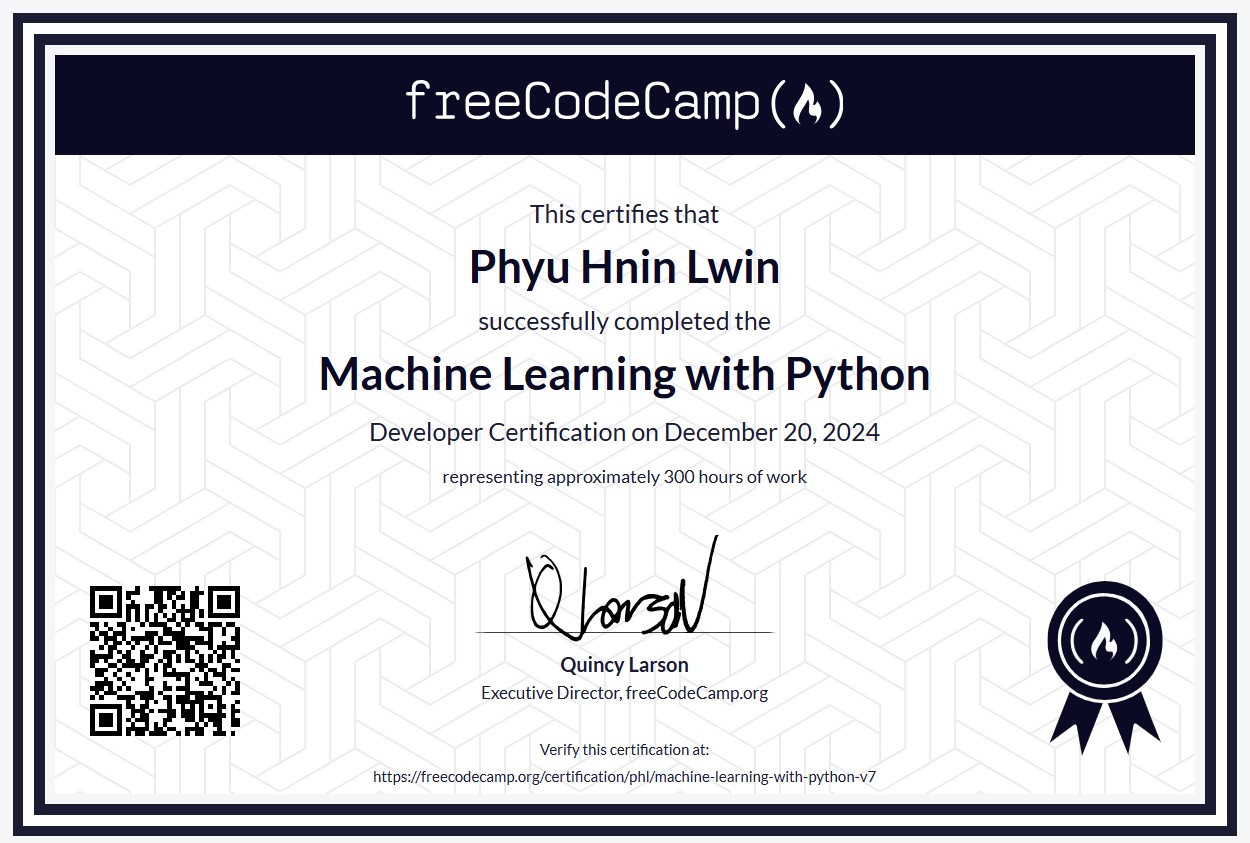 freeCodeCamp
This certifies that
Phyu Hnin Lwin
successfully completed the
Machine Learning with Python
Developer Certification on December 20, 2024
representing approximately 300 hours of work
Quincy Larson
Executive Director, freeCodeCamp.org
Verify this certification at:
https://freecodecamp.org/certification/phl/machine-learning-with-python-v7